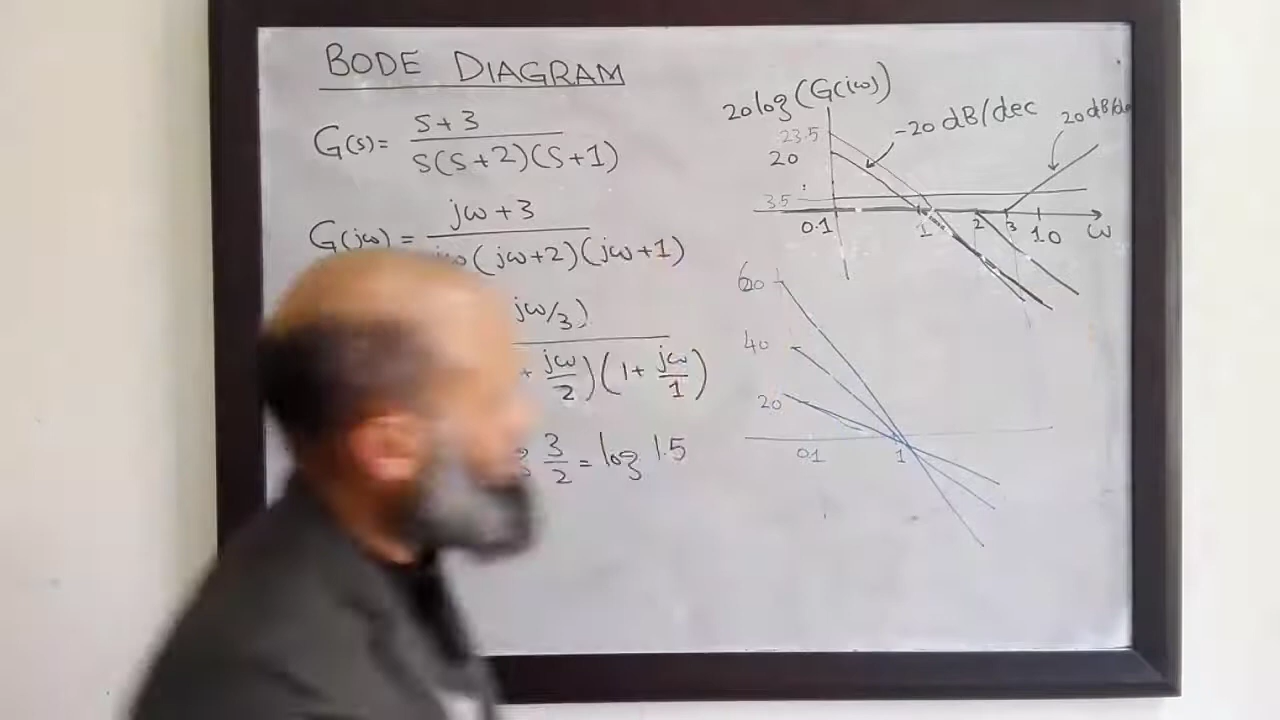 BODE DIAGRAM
G(s)= s+3 / s(s+2)(s+1)
G(jω) = jω+3 / (jω+2)(jω+1)
jω/3)
+ jω/2)(1+ jω/1)
3/2 = log 1.5
20log(G(jω))
-20 dB/dec
20 dB/d
23.5
20
3.5
0.1 1 2 3 10 ω
60
40
20
0.1 1